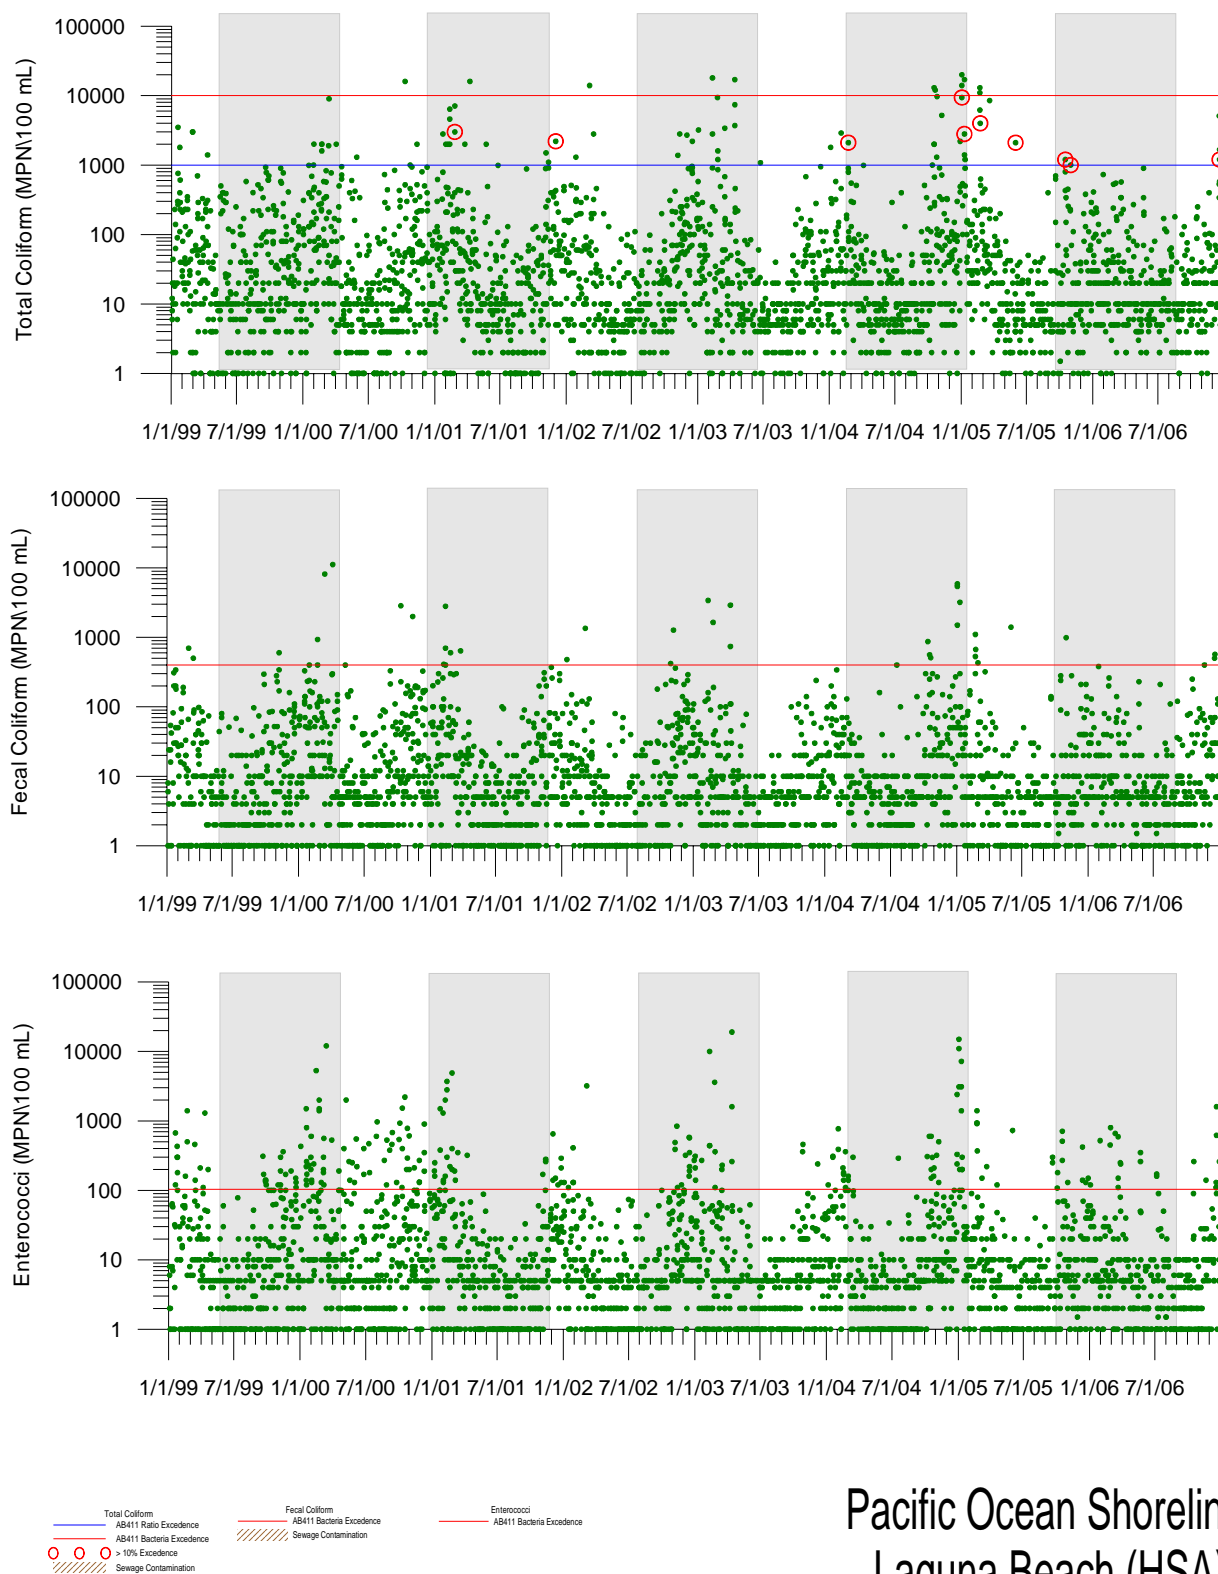 Total Coliform (MPN\100 mL)
100000
10000
1000
100
10
1
1/1/99 7/1/99 1/1/00 7/1/00 1/1/01 7/1/01 1/1/02 7/1/02 1/1/03 7/1/03 1/1/04 7/1/04 1/1/05 7/1/05 1/1/06 7/1/06
Fecal Coliform (MPN\100 mL)
100000
10000
1000
100
10
1
1/1/99 7/1/99 1/1/00 7/1/00 1/1/01 7/1/01 1/1/02 7/1/02 1/1/03 7/1/03 1/1/04 7/1/04 1/1/05 7/1/05 1/1/06 7/1/06
Enterococci (MPN\100 mL)
100000
10000
1000
100
10
1
1/1/99 7/1/99 1/1/00 7/1/00 1/1/01 7/1/01 1/1/02 7/1/02 1/1/03 7/1/03 1/1/04 7/1/04 1/1/05 7/1/05 1/1/06 7/1/06
Total Coliform
AB411 Ratio Excedence
AB411 Bacteria Excedence
> 10% Excedence
Sewage Contamination
Fecal Coliform
AB411 Bacteria Excedence
Sewage Contamination
Enterococci
AB411 Bacteria Excedence
Pacific Ocean Shorelin
Laguna Beach (HSA)